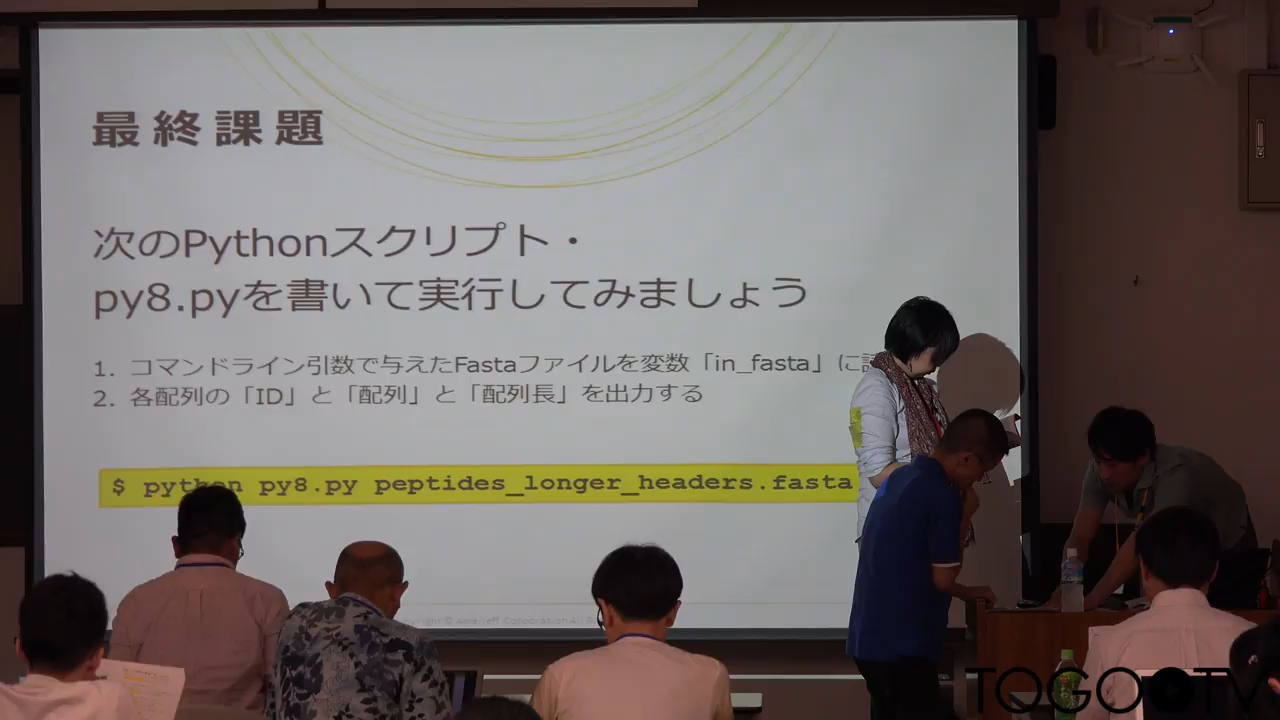 最終課題
次のPythonスクリプト・
py8.pyを書いて実行してみましょう
1. コマンドライン引数で与えたFastaファイルを変数「in_fasta」に
2. 各配列の「ID」と「配列」と「配列長」を出力する
$ python py8.py peptides_longer_headers.fasta
Corporation
TOGO TV